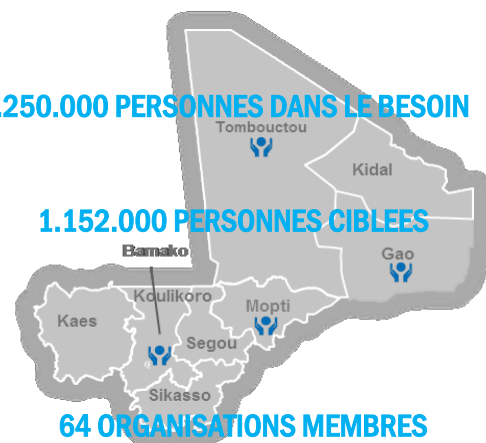 .250.000 PERSONNES DANS LE BESOIN
Tombouctou
Kidal
1.152.000 PERSONNES CIBLEES
Bamako
Gao
Koulikoro
Mopti
Kaes
Segou
Sikasso
64 ORGANISATIONS MEMBRES